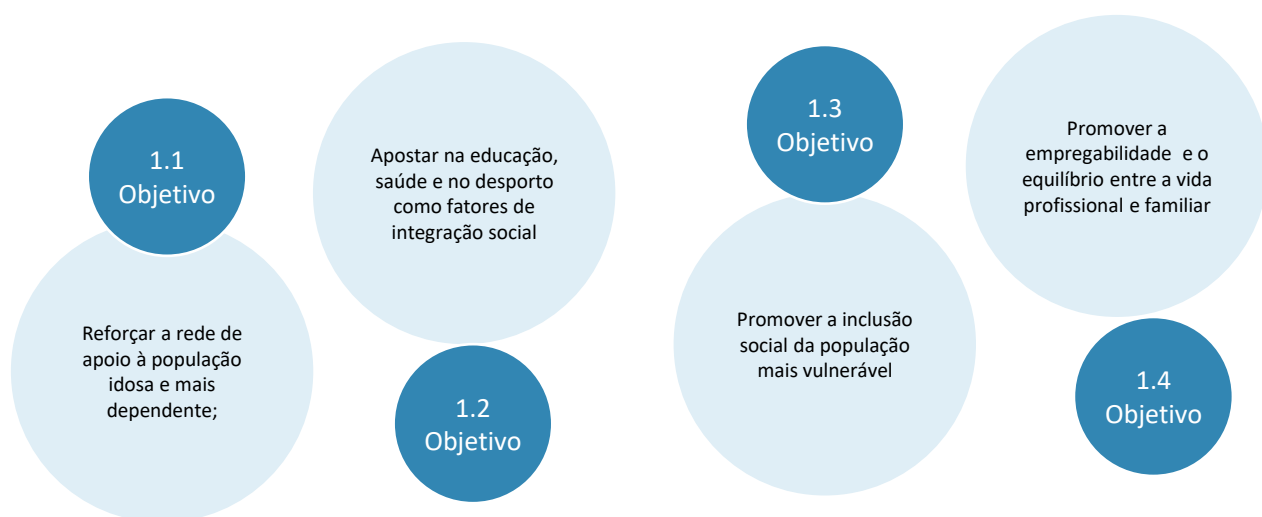 1.1
Objetivo
Reforçar a rede de
apoio à população
idosa e mais
dependente;
Apostar na educação,
saúde e no desporto
como fatores de
integração social
1.2
Objetivo
1.3
Objetivo
Promover a inclusão
social da população
mais vulnerável
Promover a
empregabilidade e o
equilíbrio entre a vida
profissional e familiar
1.4
Objetivo